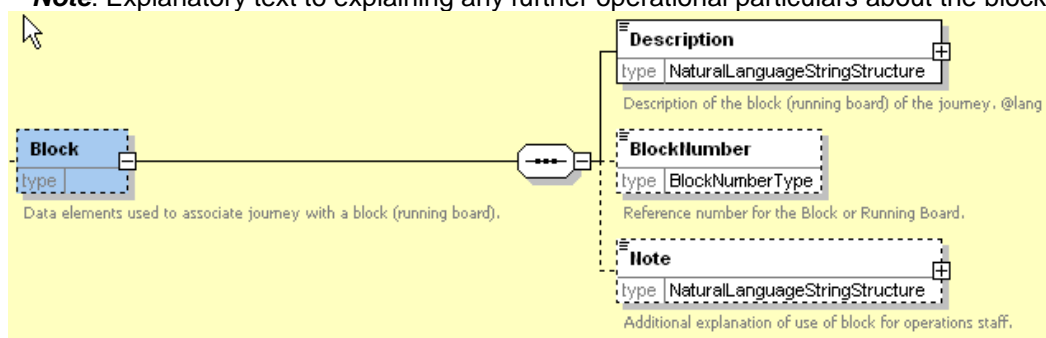 Note: Explanatory text to explaining any further operational particulars about the block
Description
type NaturalLanguageStringStructure
Description of the block (running board) of the journey. @lang
Block
type
Data elements used to associate journey with a block (running board).
BlockNumber
type BlockNumberType
Reference number for the Block or Running Board.
Note
type NaturalLanguageStringStructure
Additional explanation of use of block for operations staff.